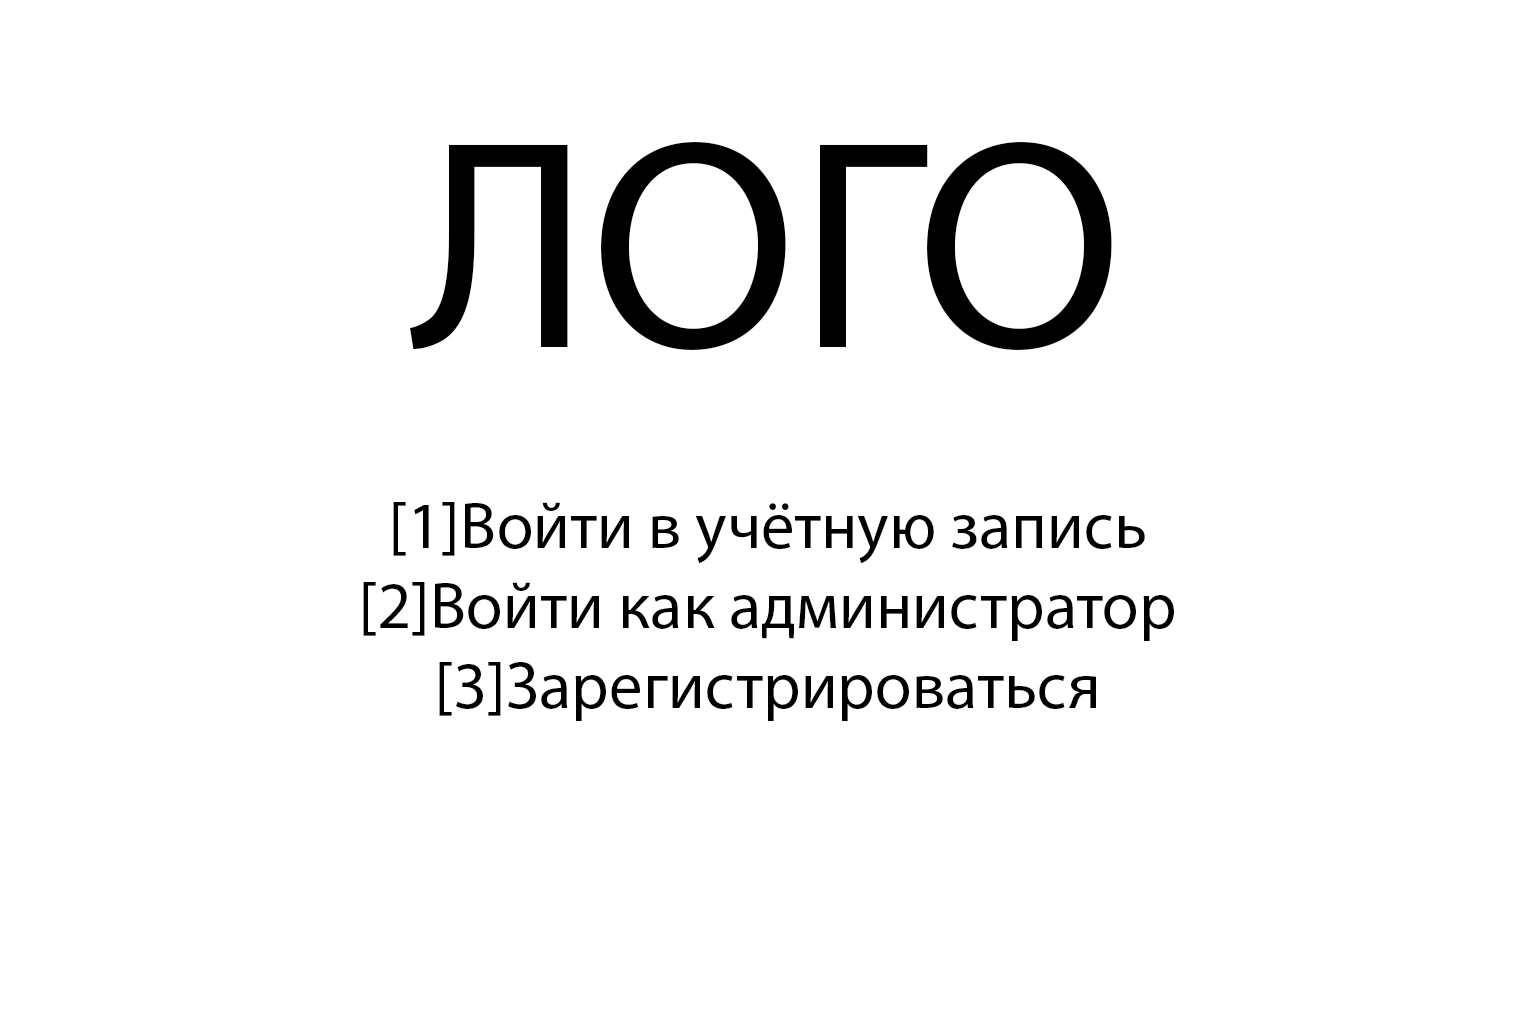 ЛОГО
[1]Войти в учётную запись
[2]Войти как администратор
[3]Зарегистрироваться